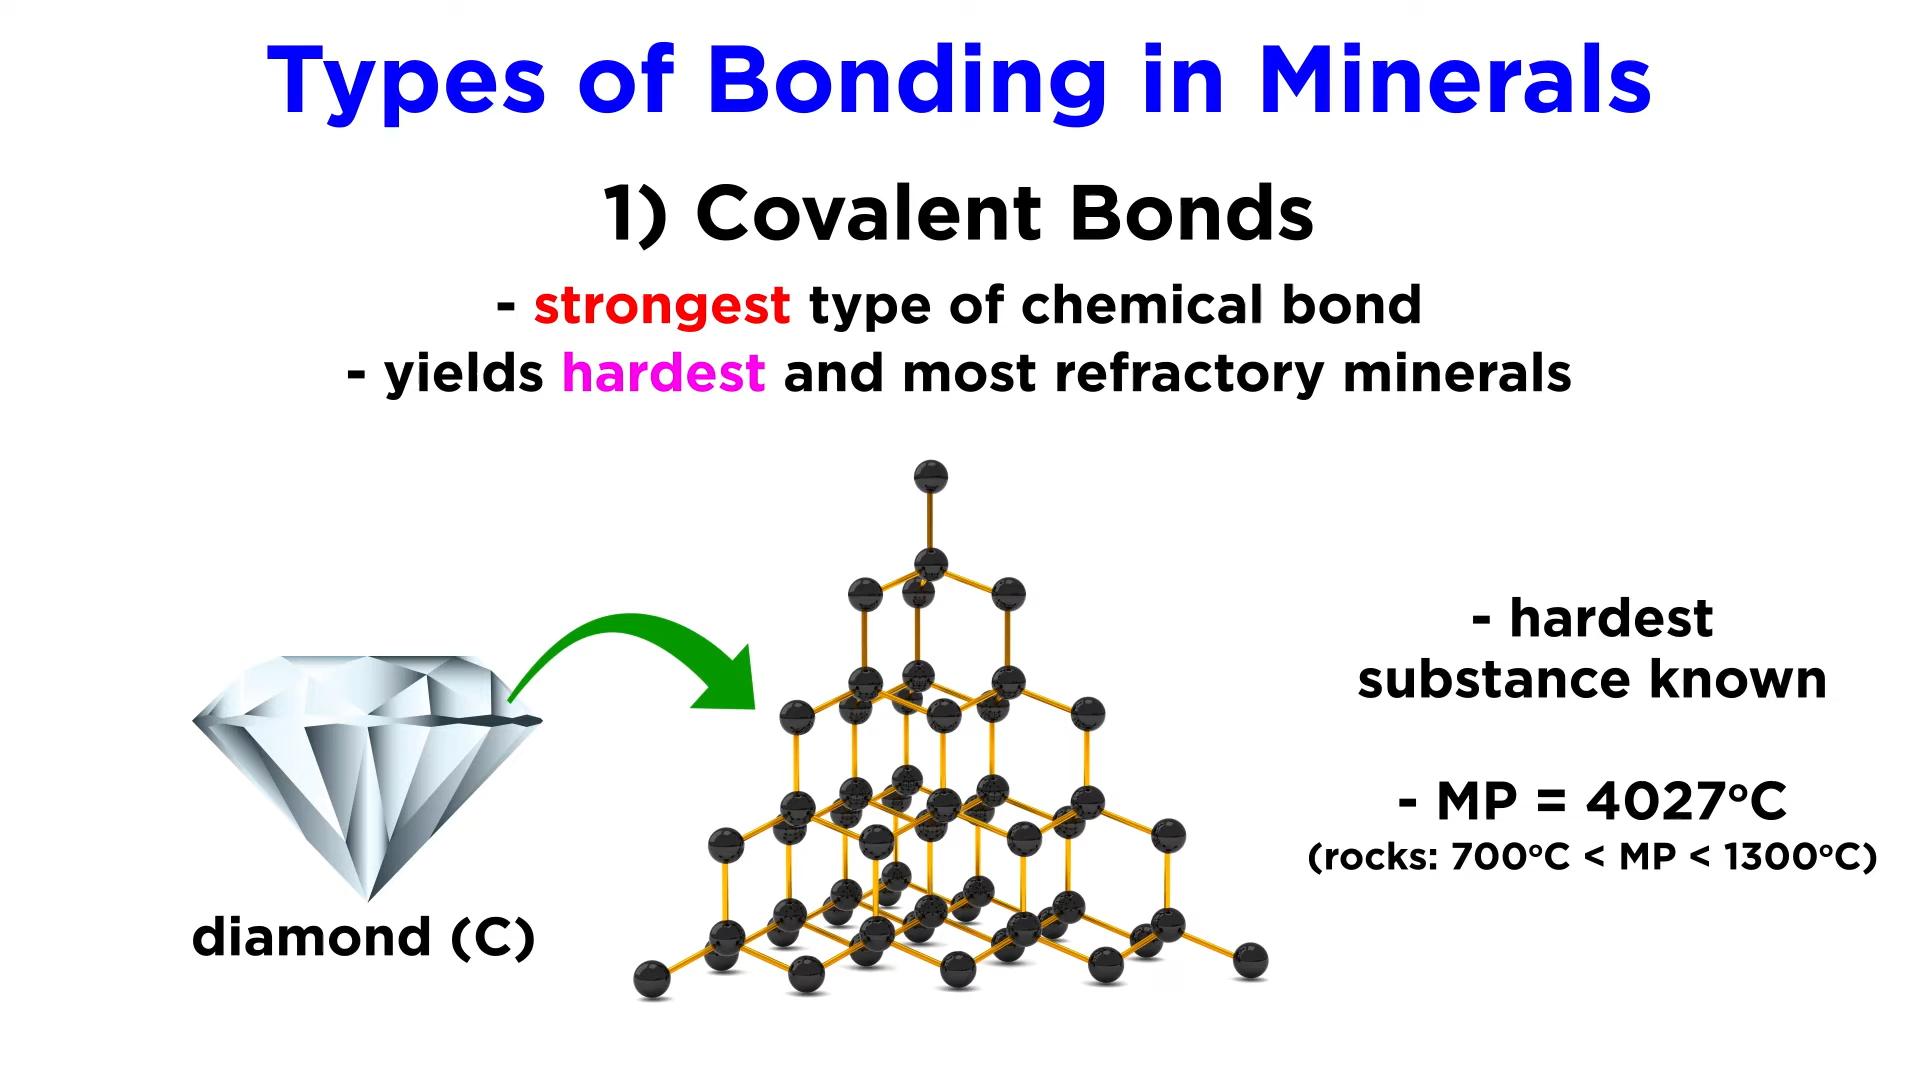 Types of Bonding in Minerals
1) Covalent Bonds
- strongest type of chemical bond
- yields hardest and most refractory minerals
- hardest
substance known
- MP = 4027°C
(rocks: 700°C < MP < 1300°C)
diamond (C)